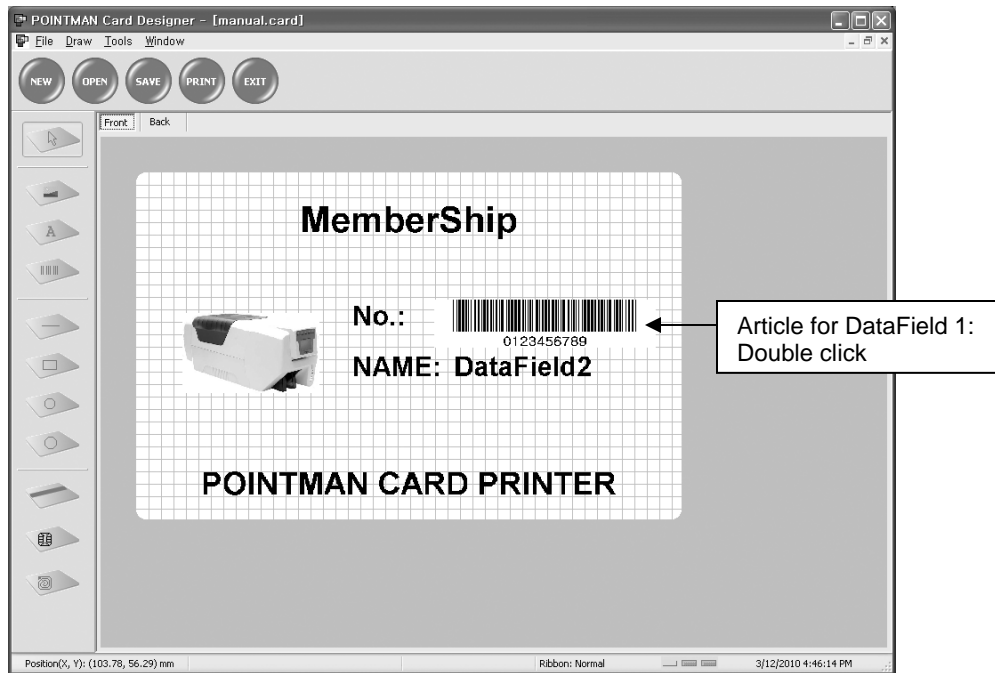 POINTMAN Card Designer - [manual.card]
File Draw Tools Window
NEW OPEN SAVE PRINT EXIT
Front Back
A
MemberShip
No.:
0123456789
NAME: DataField2
POINTMAN CARD PRINTER
Article for DataField 1:
Double click
Position(X, Y): (103.78, 56.29) mm Ribbon: Normal 3/12/2010 4:46:14 PM